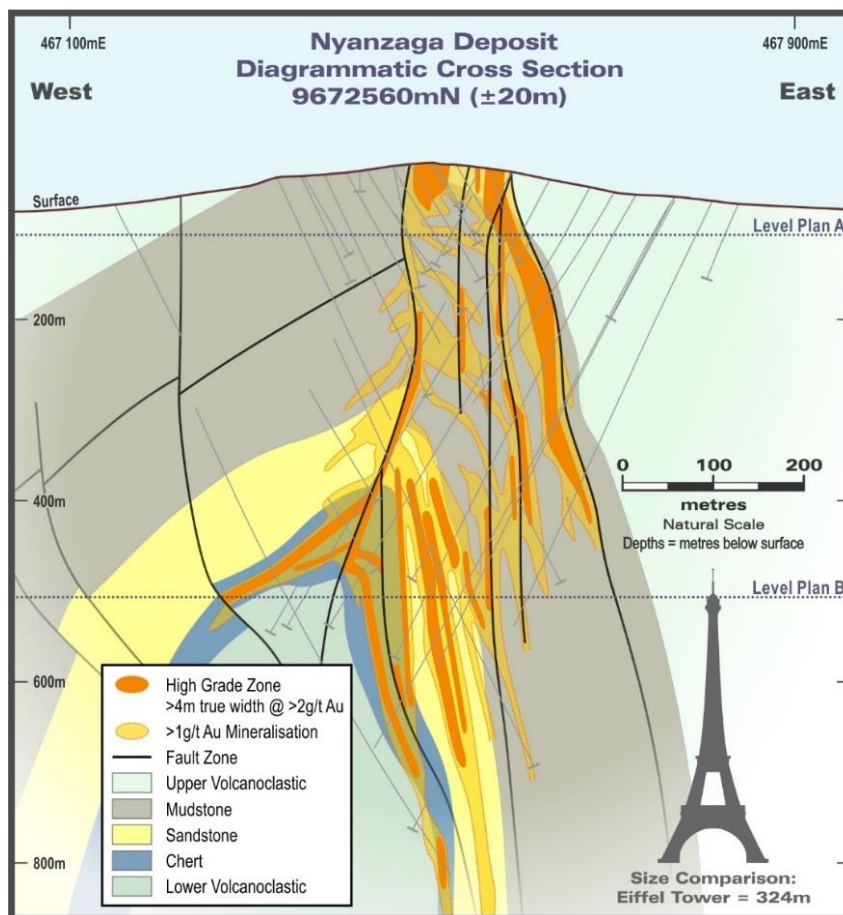 467 100mE
467 900mE
Nyanzaga Deposit
Diagrammatic Cross Section
9672560mN (±20m)
West
East
Surface
Level Plan A
200m
0 100 200
metres
Natural Scale
Depths = metres below surface
400m
Level Plan B
600m
High Grade Zone
>4m true width @ >2g/t Au
>1g/t Au Mineralisation
Fault Zone
Upper Volcanoclastic
Mudstone
Sandstone
Chert
Lower Volcanoclastic
800m
Size Comparison:
Eiffel Tower = 324m